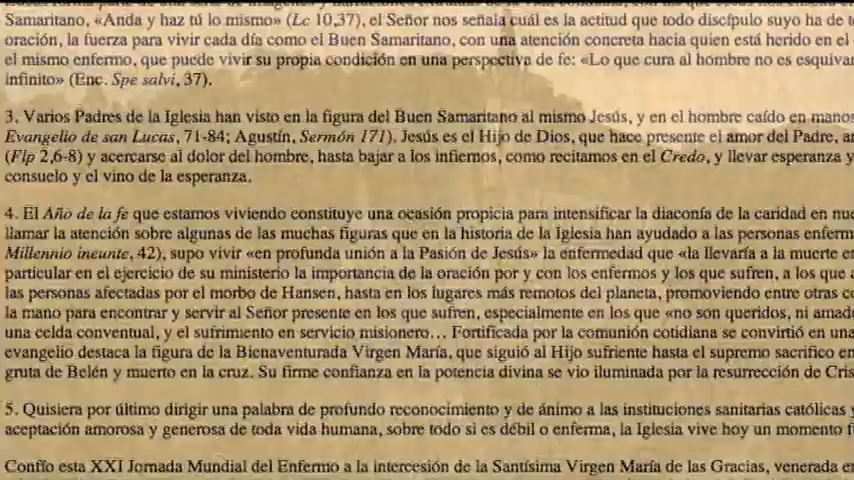 Samaritano, «Anda y haz tú lo mismo» (Lc 10,37), el Señor nos señala cuál es la actitud que todo discípulo suyo ha de
oración, la fuerza para vivir cada día como el Buen Samaritano, con una atención concreta hacia quien está herido en el
el mismo enfermo, que puede vivir su propia condición en una perspectiva de fe: «Lo que cura al hombre no es esquivar
infinito» (Enc. Spe salvi, 37).
3. Varios Padres de la Iglesia han visto en la figura del Buen Samaritano al mismo Jesús, y en el hombre caído en manos
Evangelio de san Lucas, 71-84; Agustín, Sermón 171). Jesús es el Hijo de Dios, que hace presente el amor del Padre,
(Flp 2,6-8) y acercarse al dolor del hombre, hasta bajar a los infiernos, como recitamos en el Credo, y llevar esperanza y
consuelo y el vino de la esperanza.
4. El Año de la fe que estamos viviendo constituye una ocasión propicia para intensificar la diaconía de la caridad en
llamar la atención sobre algunas de las muchas figuras que en la historia de la Iglesia han ayudado a las personas enferm
Millennio ineunte, 42), supo vivir «en profunda unión a la Pasión de Jesús» la enfermedad que «la llevaría a la muerte
particular en el ejercicio de su ministerio la importancia de la oración por y con los enfermos y los que sufren, a los que
las personas afectadas por el morbo de Hansen, hasta en los lugares más remotos del planeta, promoviendo entre otras
la mano para encontrar y servir al Señor presente en los que sufren, especialmente en los que «no son queridos, ni amad
una celda conventual, y el sufrimiento en servicio misionero… Fortificada por la comunión cotidiana se convirtió en una
evangelio destaca la figura de la Bienaventurada Virgen María, que siguió al Hijo sufriente hasta el supremo sacrifico en
gruta de Belén y muerto en la cruz. Su firme confianza en la potencia divina se vio iluminada por la resurrección de Cris
5. Quisiera por último dirigir una palabra de profundo reconocimiento y de ánimo a las instituciones sanitarias católicas
aceptación amorosa y generosa de toda vida humana, sobre todo si es débil o enferma, la Iglesia vive hoy un momento
Confío esta XXI Jornada Mundial del Enfermo a la intercesión de la Santísima Virgen María de las Gracias, venerada en